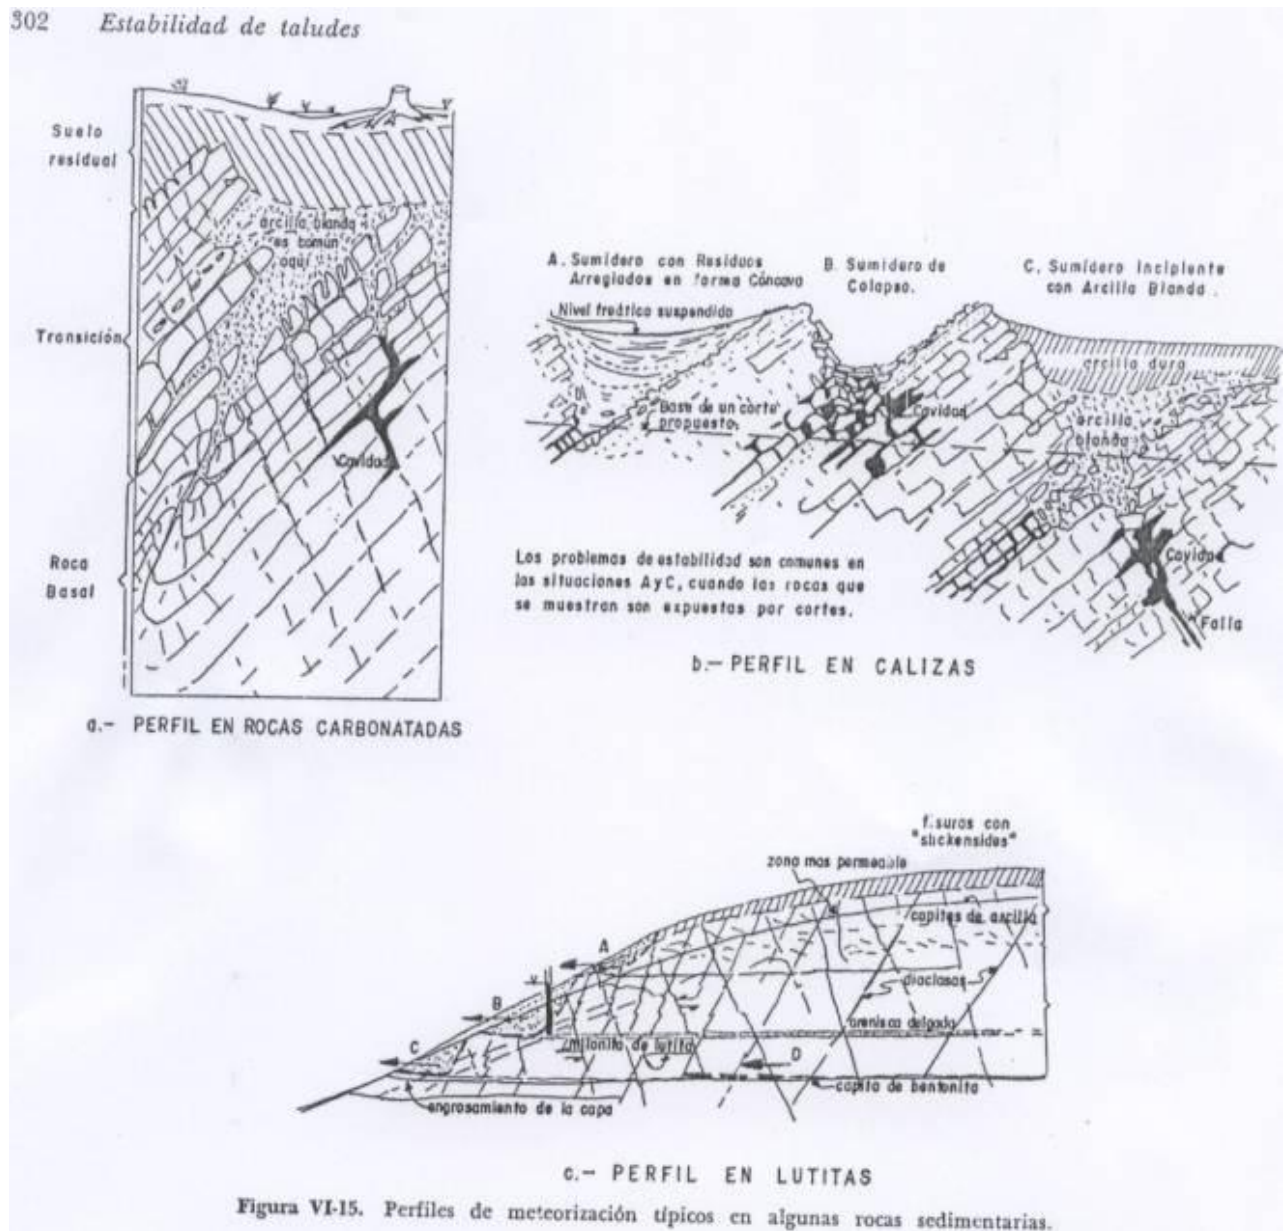 302 Estabilidad de taludes
Suelo
residual
arcilla blanda
es común
aquí
Transición
Cavidad
Roca
Basal
a.- PERFIL EN ROCAS CARBONATADAS
A. Sumidero con Residuos
Arreglados en forma Cóncava
B. Sumidero de
Colapso.
C. Sumidero Incipiente
con Arcilla Blanda.
Nivel freático suspendido
arcilla dura
Base de un corte
propuesto.
Cavidad
arcilla
blanda
Cavidad
Falla
Los problemas de estabilidad son comunes en
las situaciones A y C, cuando las rocas que
se muestran son expuestas por cortes.
b.- PERFIL EN CALIZAS
fisuras con
"slickensides"
zona mas permeable
capitas de arcilla
A
diaclasas
B
arenisca delgada
C
milonita de lutita
D
capita de bentonita
engrosamiento de la capa
c.- PERFIL EN LUTITAS
Figura VI-15. Perfiles de meteorización típicos en algunas rocas sedimentarias.